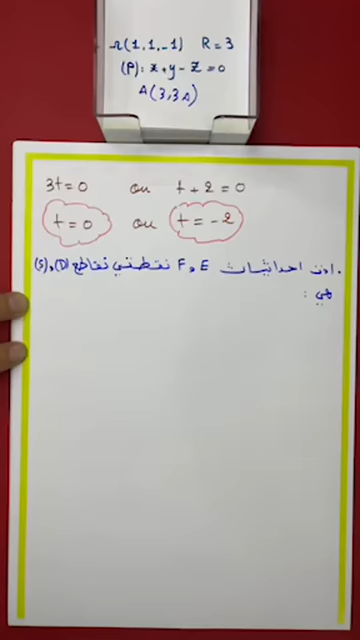 Ω(1,1,-1) R=3
(P): x+y-z=0
A(3,3,1)
3t=0 ou t+2=0
t=0 ou t=-2
. اذن احداثيات E و F نقطتي تقاطع (D) و (S)
هي :